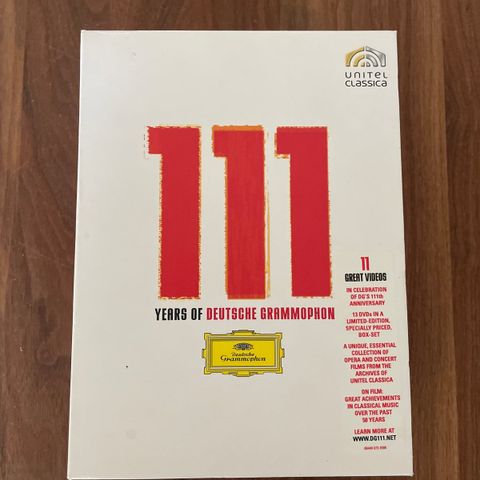 UNITEL
CLASSICA
111
YEARS OF DEUTSCHE GRAMMOPHON
Deutsche
Grammophon
11
GREAT VIDEOS
IN CELEBRATION
OF DG'S 111th
ANNIVERSARY
13 DVDs IN A
LIMITED-EDITION,
SPECIALLY PRICED,
BOX-SET
A UNIQUE, ESSENTIAL
COLLECTION OF
OPERA AND CONCERT
FILMS FROM THE
ARCHIVES OF
UNITEL CLASSICA
ON FILM:
GREAT ACHIEVEMENTS
IN CLASSICAL MUSIC
OVER THE PAST
50 YEARS
LEARN MORE AT
WWW.DG111.NET